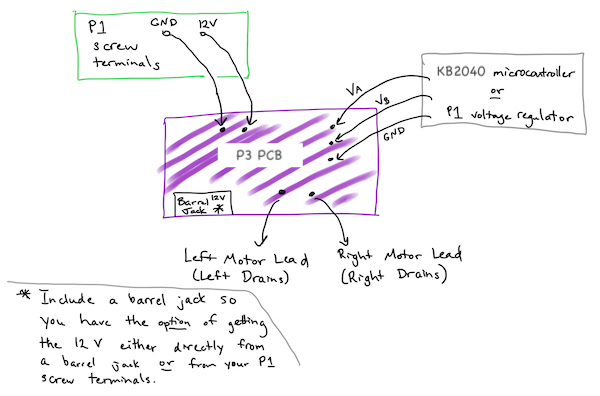 P1
screw
terminals
GND 12V
KB2040 microcontroller
or
P1 voltage regulator
VA
VB
GND
P3 PCB
Barrel 12V
Jack *
Left Motor Lead
(Left Drains)
Right Motor Lead
(Right Drains)
* Include a barrel jack so
you have the option of getting
the 12 V either directly from
a barrel jack or from your P1
screw terminals.